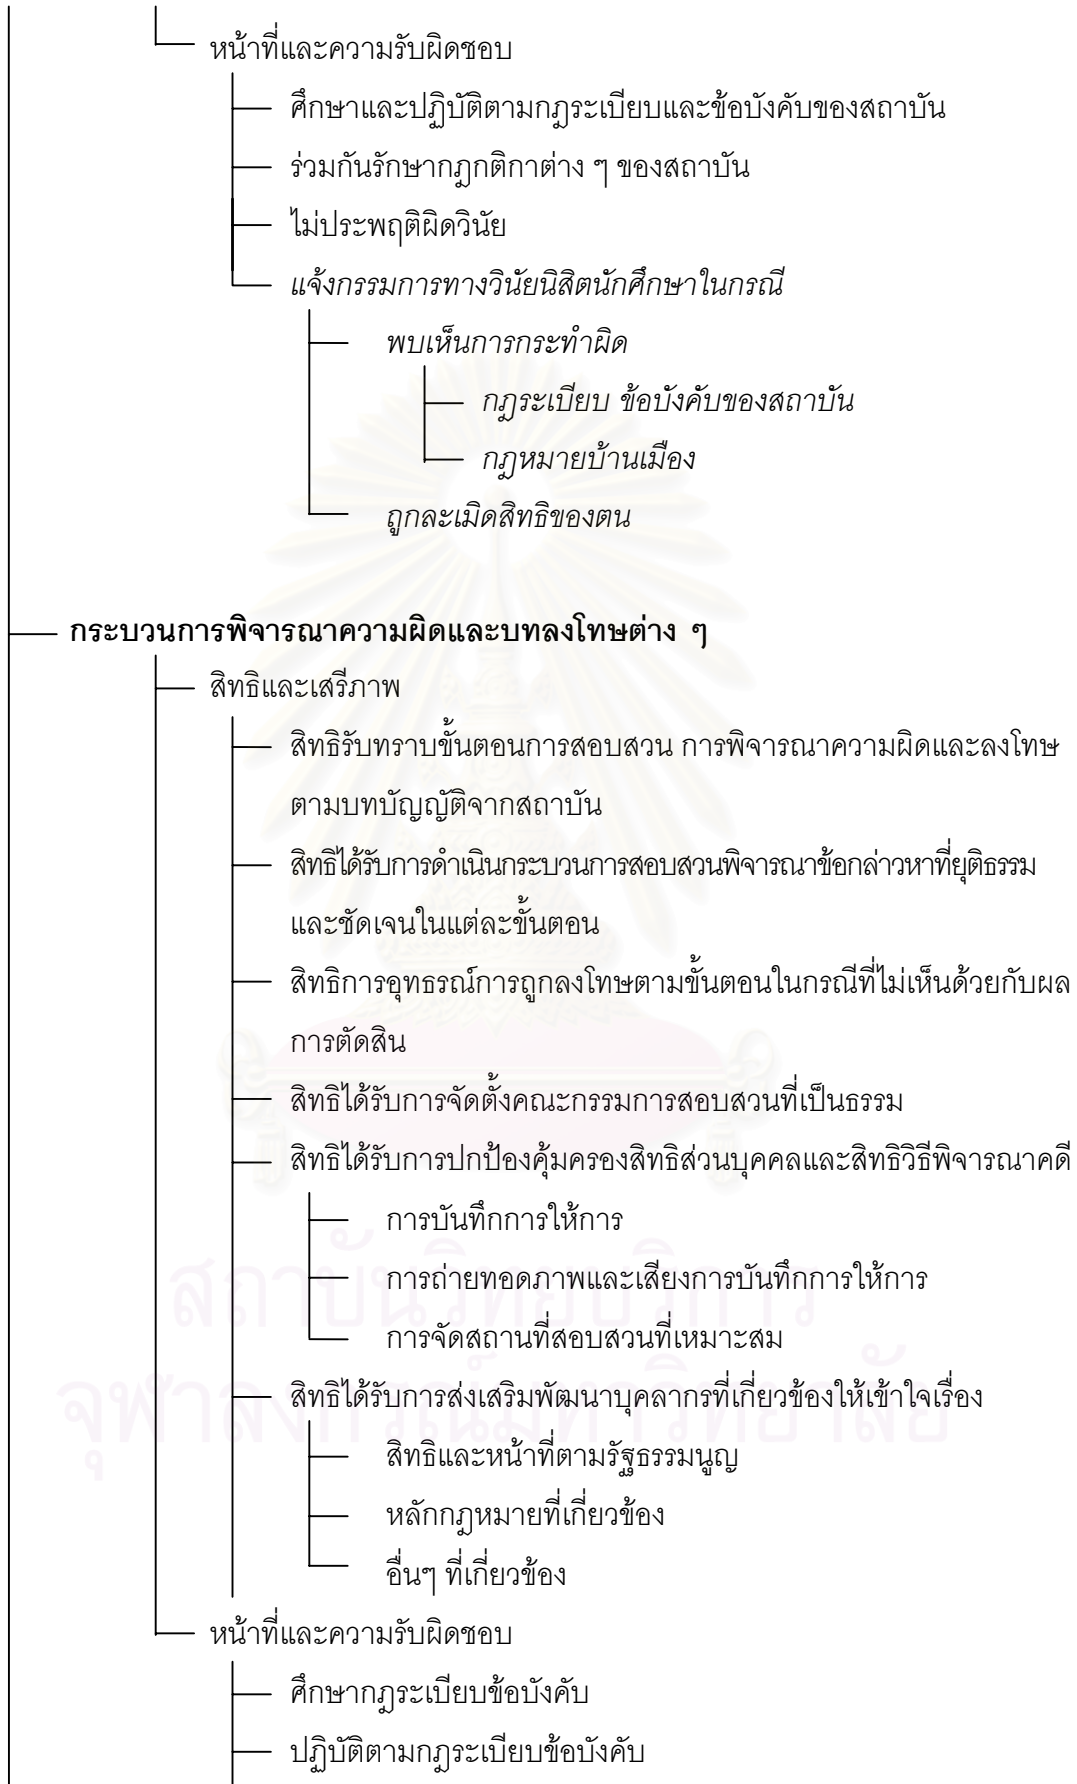 หน้าที่และความรับผิดชอบ
ศึกษาและปฏิบัติตามกฎระเบียบและข้อบังคับของสถาบัน
ร่วมกันรักษากฎกติกาต่าง ๆ ของสถาบัน
ไม่ประพฤติผิดวินัย
แจ้งกรรมการทางวินัยนิสิตนักศึกษาในกรณี
พบเห็นการกระทำผิด
กฎระเบียบ ข้อบังคับของสถาบัน
กฎหมายบ้านเมือง
ถูกละเมิดสิทธิของตน
กระบวนการพิจารณาความผิดและบทลงโทษต่าง ๆ
สิทธิและเสรีภาพ
สิทธิรับทราบขั้นตอนการสอบสวน การพิจารณาความผิดและลงโทษ
ตามบทบัญญัติจากสถาบัน
สิทธิได้รับการดำเนินกระบวนการสอบสวนพิจารณาข้อกล่าวหาที่ยุติธรรม
และชัดเจนในแต่ละขั้นตอน
สิทธิการอุทธรณ์การถูกลงโทษตามขั้นตอนในกรณีที่ไม่เห็นด้วยกับผล
การตัดสิน
สิทธิได้รับการจัดตั้งคณะกรรมการสอบสวนที่เป็นธรรม
สิทธิได้รับการปกป้องคุ้มครองสิทธิส่วนบุคคลและสิทธิวิธีพิจารณาคดี
การบันทึกการให้การ
การถ่ายทอดภาพและเสียงการบันทึกการให้การ
การจัดสถานที่สอบสวนที่เหมาะสม
สถาบันวิทยบริการ
จุฬาลงกรณ์มหาวิทยาลัย
สิทธิได้รับการส่งเสริมพัฒนาบุคลากรที่เกี่ยวข้องให้เข้าใจเรื่อง
สิทธิและหน้าที่ตามรัฐธรรมนูญ
หลักกฎหมายที่เกี่ยวข้อง
อื่นๆ ที่เกี่ยวข้อง
หน้าที่และความรับผิดชอบ
ศึกษากฎระเบียบข้อบังคับ
ปฏิบัติตามกฎระเบียบข้อบังคับ